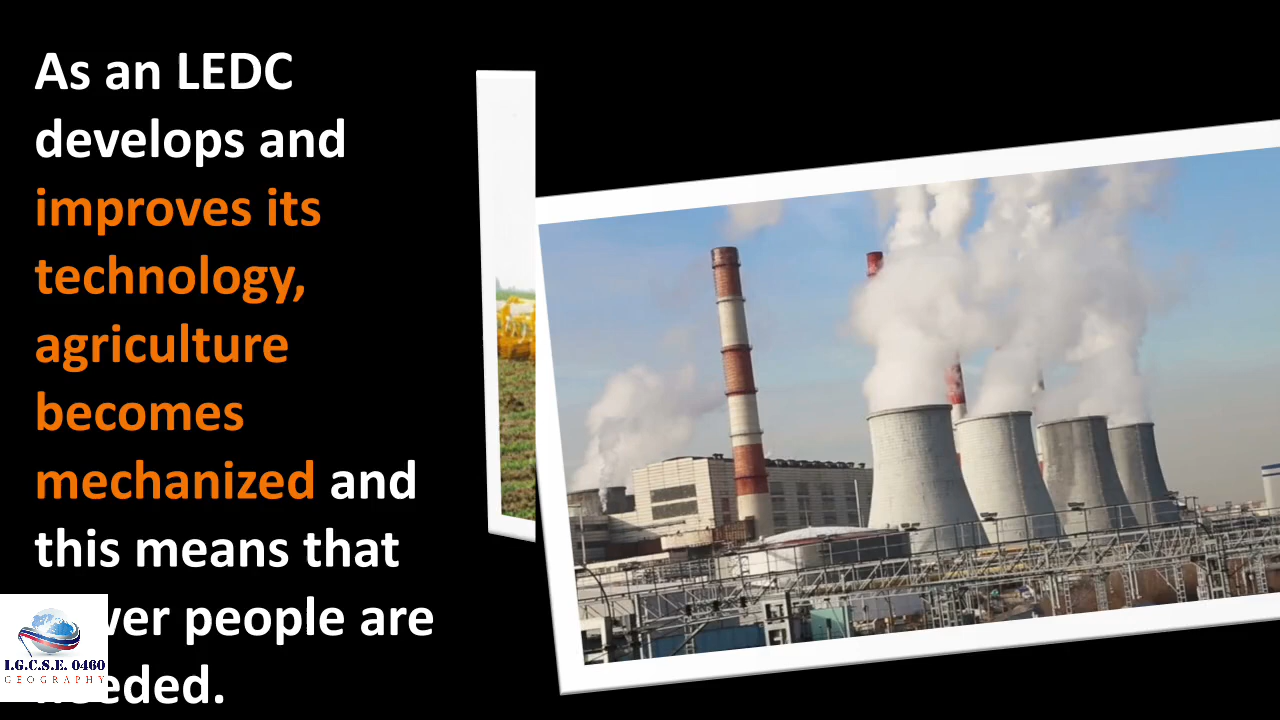 As an LEDC
develops and
improves its
technology,
agriculture
becomes
mechanized and
this means that
people are
I.G.C.S.E. 0460
GEOGRAPHY